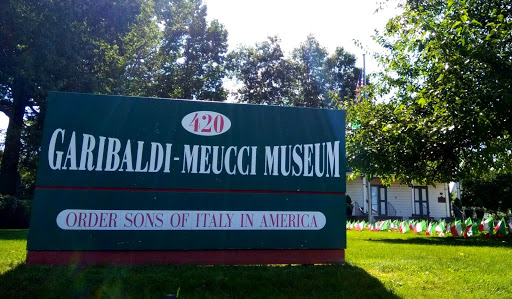 420
GARIBALDI-MEUCCI MUSEUM
ORDER SONS OF ITALY IN AMERICA